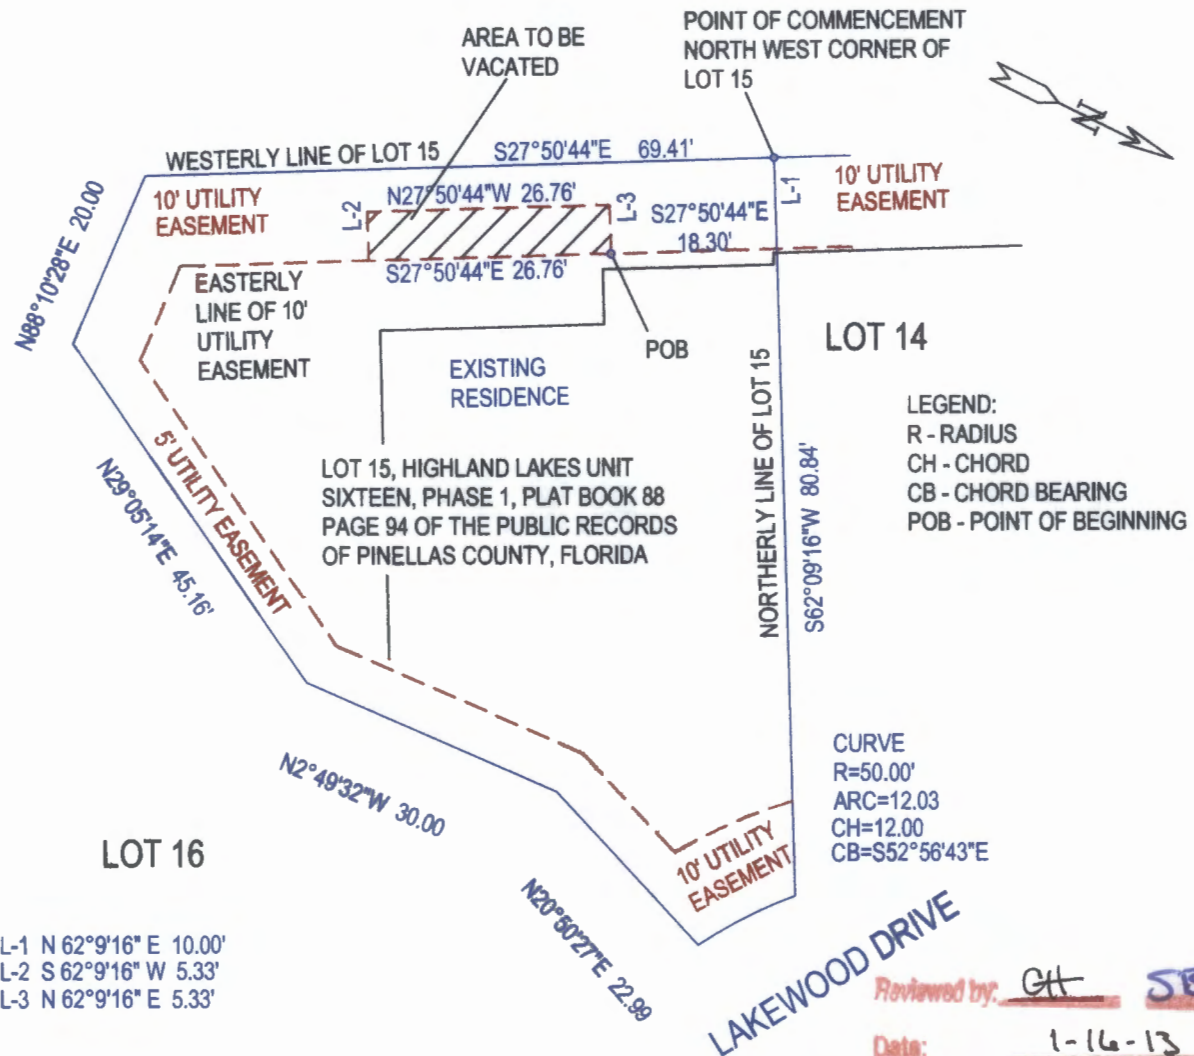 AREA TO BE
VACATED
POINT OF COMMENCEMENT
NORTH WEST CORNER OF
LOT 15
N
WESTERLY LINE OF LOT 15 S27°50'44"E 69.41'
10' UTILITY
EASEMENT
L-2
N27°50'44"W 26.76'
L-3
S27°50'44"E
18.30'
L-1
10' UTILITY
EASEMENT
S27°50'44"E 26.76'
N88°10'28"E 20.00
EASTERLY
LINE OF 10'
UTILITY
EASEMENT
POB
LOT 14
EXISTING
RESIDENCE
LEGEND:
R - RADIUS
CH - CHORD
CB - CHORD BEARING
POB - POINT OF BEGINNING
5' UTILITY EASEMENT
N29°05'14"E 45.16'
LOT 15, HIGHLAND LAKES UNIT
SIXTEEN, PHASE 1, PLAT BOOK 88
PAGE 94 OF THE PUBLIC RECORDS
OF PINELLAS COUNTY, FLORIDA
NORTHERLY LINE OF LOT 15
S62°09'16"W 80.84'
N2°49'32"W 30.00
CURVE
R=50.00'
ARC=12.03
CH=12.00
CB=S52°56'43"E
LOT 16
10' UTILITY
EASEMENT
N20°50'27"E 22.99
LAKEWOOD DRIVE
L-1 N 62°9'16" E 10.00'
L-2 S 62°9'16" W 5.33'
L-3 N 62°9'16" E 5.33'
Reviewed by: GH
Date: 1-16-13